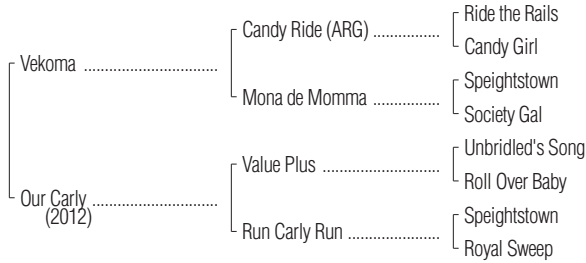 Ride the Rails
Candy Ride (ARG) .................
Candy Girl
Vekoma ..................................
Speightstown
Mona de Momma ................
Society Gal
Unbridled's Song
Value Plus .............................
Roll Over Baby
Our Carly ................................
(2012)
Speightstown
Run Carly Run .......................
Royal Sweep